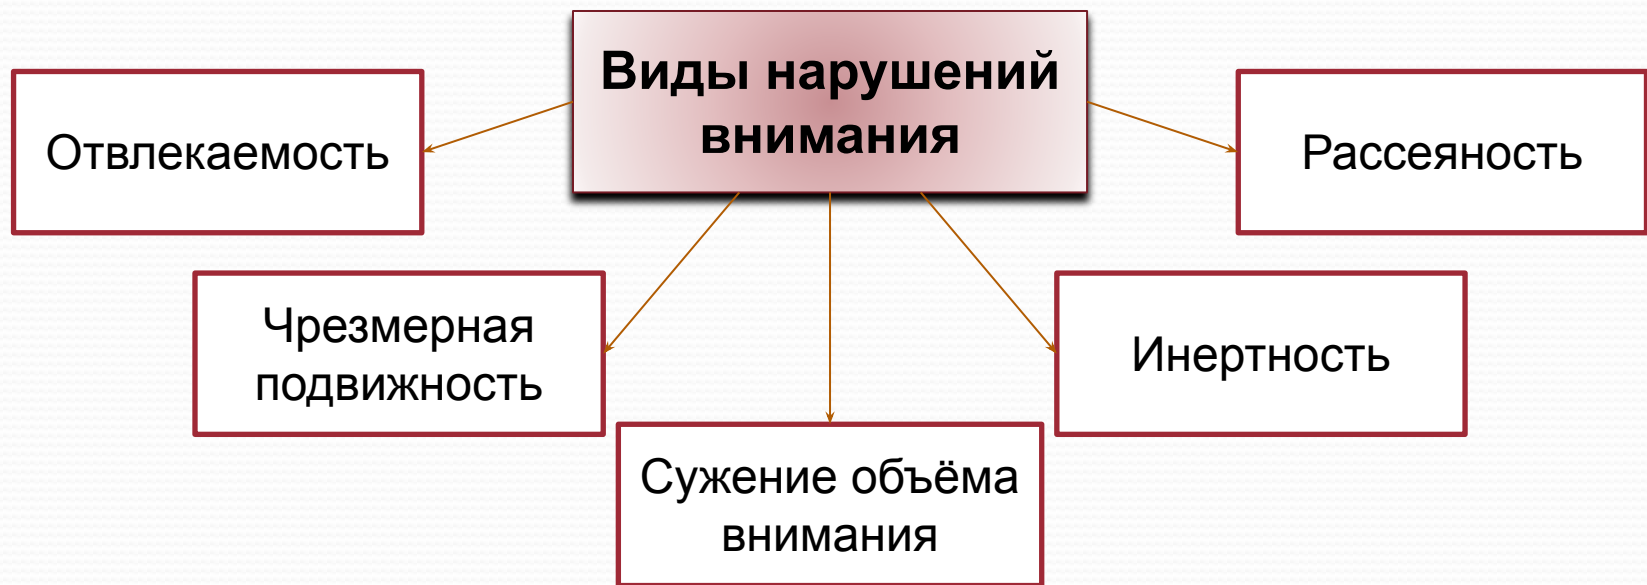 Виды нарушений
внимания
Отвлекаемость
Рассеяность
Чрезмерная
подвижность
Инертность
Сужение объёма
внимания